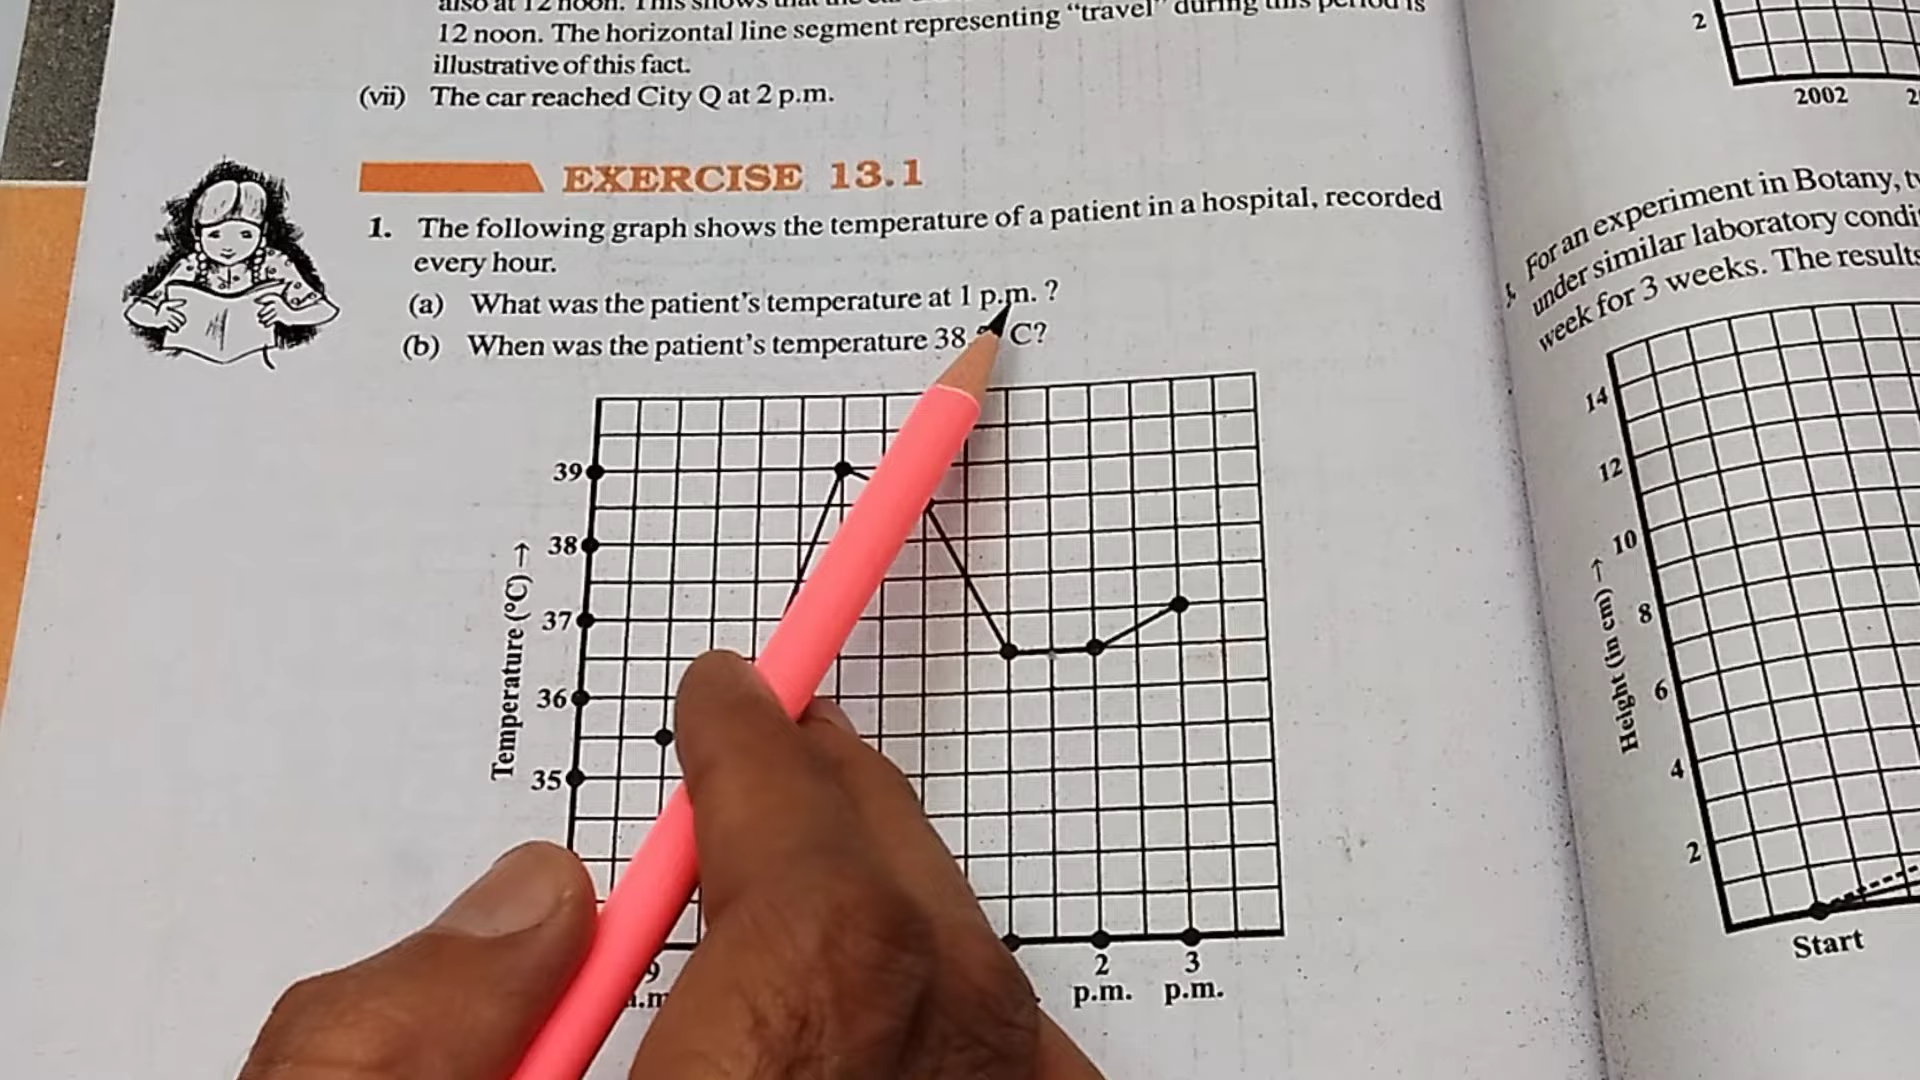 12 noon. The horizontal line segment representing “travel” during this period is
illustrative of this fact.
(vii) The car reached City Q at 2 p.m.
EXERCISE 13.1
1. The following graph shows the temperature of a patient in a hospital, recorded
every hour.
(a) What was the patient’s temperature at 1 p.m. ?
(b) When was the patient’s temperature 38 C?
39
38
37
36
35
Temperature (°C) →
9
2
3
p.m. p.m.
2
2002
For an experiment in Botany,
under similar laboratory
week for 3 weeks. The results
14
12
10
8
6
4
2
Height (in cm) →
Start